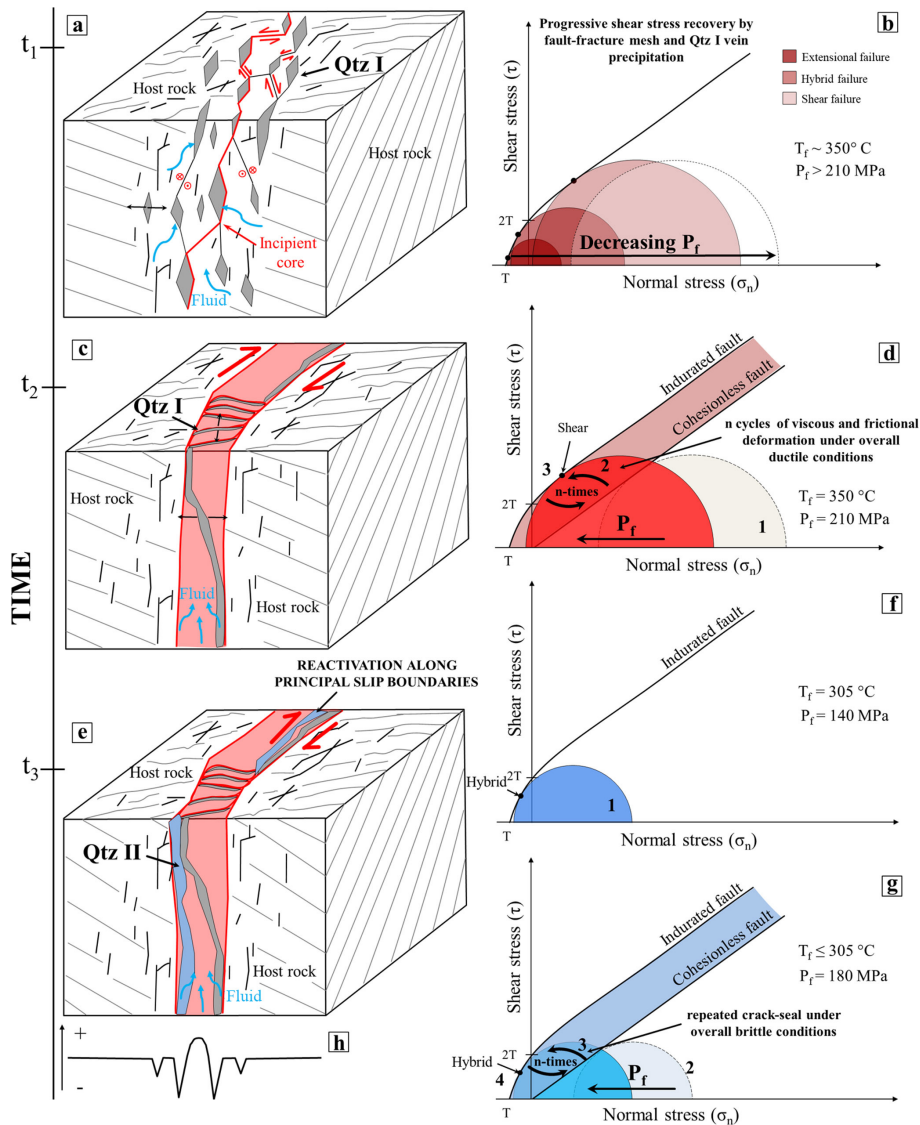 TIME
t1
a
Qtz I
Host rock
Host rock
Incipient
core
Fluid
b
Progressive shear stress recovery by
fault-fracture mesh and Qtz I vein
precipitation
Extensional failure
Hybrid failure
Shear failure
Tf ~ 350° C
Pf > 210 MPa
Shear stress (τ)
2T
Decreasing Pf
T
Normal stress (σn)
t2
c
Qtz I
Host rock
Fluid
Host rock
d
Indurated fault
Cohesionless fault
Shear stress (τ)
n cycles of viscous and frictional
deformation under overall
ductile conditions
Shear
3
2
n-times
2T
Pf
1
Tf = 350 °C
Pf = 210 MPa
T
Normal stress (σn)
t3
REACTIVATION ALONG
PRINCIPAL SLIP BOUNDARIES
e
Host rock
Qtz II
Host rock
Fluid
f
Indurated fault
Shear stress (τ)
Tf = 305 °C
Pf = 140 MPa
2T
Hybrid
1
T
Normal stress (σn)
g
Indurated fault
Cohesionless fault
Shear stress (τ)
Tf ≤ 305 °C
Pf = 180 MPa
repeated crack-seal under
overall brittle conditions
2T
Hybrid
3
n-times
4
Pf
2
T
Normal stress (σn)
h
+
-